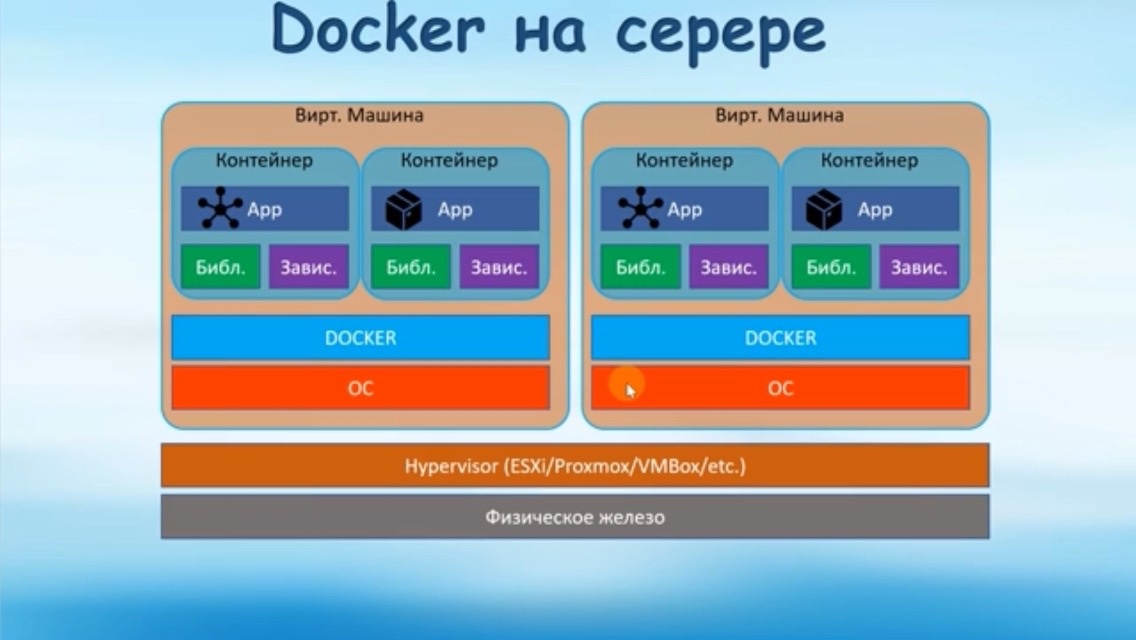 Docker на серере
Вирт. Машина
Контейнер
App
Библ.
Завис.
Контейнер
App
Библ.
Завис.
DOCKER
ОС
Вирт. Машина
Контейнер
App
Библ.
Завис.
Контейнер
App
Библ.
Завис.
DOCKER
ОС
Hypervisor (ESXi/Proxmox/VMBox/etc.)
Физическое железо